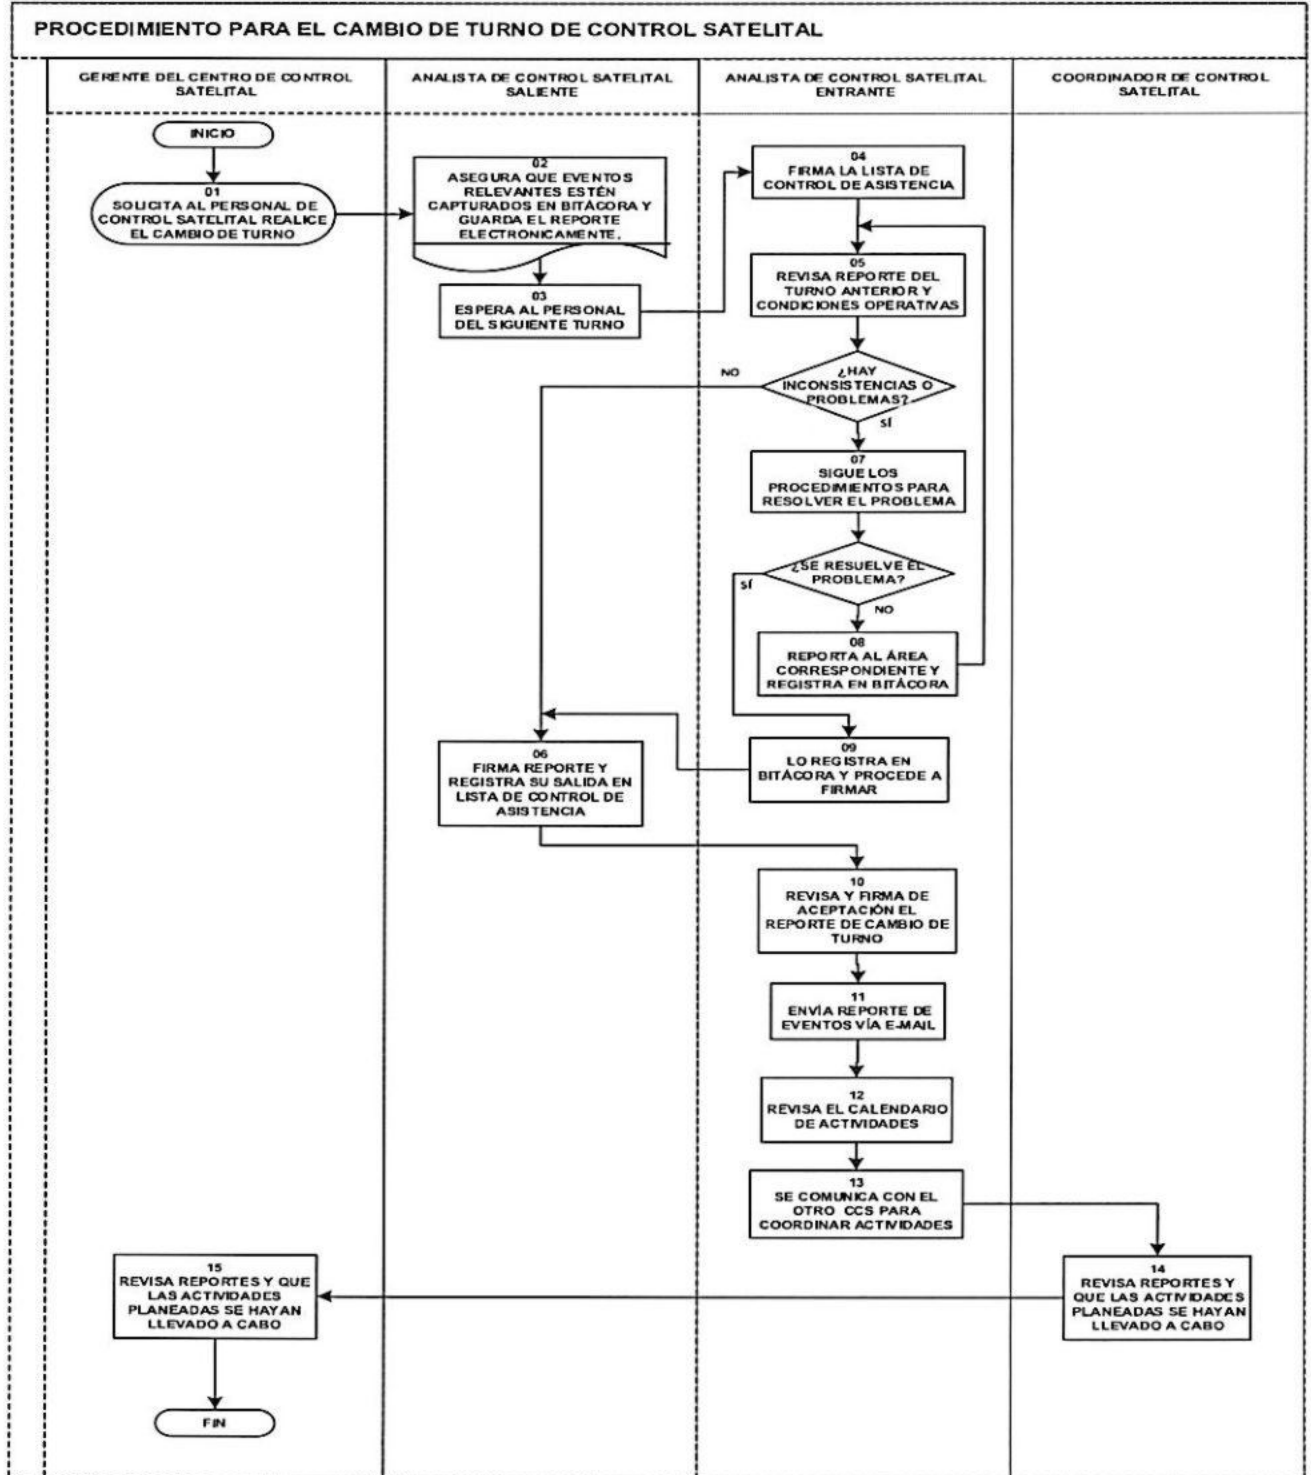 PROCEDIMIENTO PARA EL CAMBIO DE TURNO DE CONTROL SATELITAL
GERENTE DEL CENTRO DE CONTROL
SATELITAL
ANALISTA DE CONTROL SATELITAL
SALIENTE
ANALISTA DE CONTROL SATELITAL
ENTRANTE
COORDINADOR DE CONTROL
SATELITAL
INICIO
01
SOLICITA AL PERSONAL DE
CONTROL SATELITAL REALICE
EL CAMBIO DE TURNO
02
ASEGURA QUE EVENTOS
RELEVANTES ESTÉN
CAPTURADOS EN BITÁCORA Y
GUARDA EL REPORTE
ELECTRONICAMENTE.
03
ESPERA AL PERSONAL
DEL SIGUIENTE TURNO
04
FIRMA LA LISTA DE
CONTROL DE ASISTENCIA
05
REVISA REPORTE DEL
TURNO ANTERIOR Y
CONDICIONES OPERATIVAS
¿HAY
INCONSISTENCIAS O
PROBLEMAS?
NO
SÍ
07
SIGUE LOS
PROCEDIMIENTOS PARA
RESOLVER EL PROBLEMA
¿SE RESUELVE EL
PROBLEMA?
SÍ
NO
08
REPORTA AL ÁREA
CORRESPONDIENTE Y
REGISTRA EN BITÁCORA
09
LO REGISTRA EN
BITÁCORA Y PROCEDE A
FIRMAR
06
FIRMA REPORTE Y
REGISTRA SU SALIDA EN
LISTA DE CONTROL DE
ASISTENCIA
10
REVISA Y FIRMA DE
ACEPTACIÓN EL
REPORTE DE CAMBIO DE
TURNO
11
ENVÍA REPORTE DE
EVENTOS VÍA E-MAIL
12
REVISA EL CALENDARIO
DE ACTIVIDADES
13
SE COMUNICA CON EL
OTRO CCS PARA
COORDINAR ACTIVIDADES
14
REVISA REPORTES Y
QUE LAS ACTIVIDADES
PLANEADAS SE HAYAN
LLEVADO A CABO
15
REVISA REPORTES Y QUE
LAS ACTIVIDADES
PLANEADAS SE HAYAN
LLEVADO A CABO
FIN